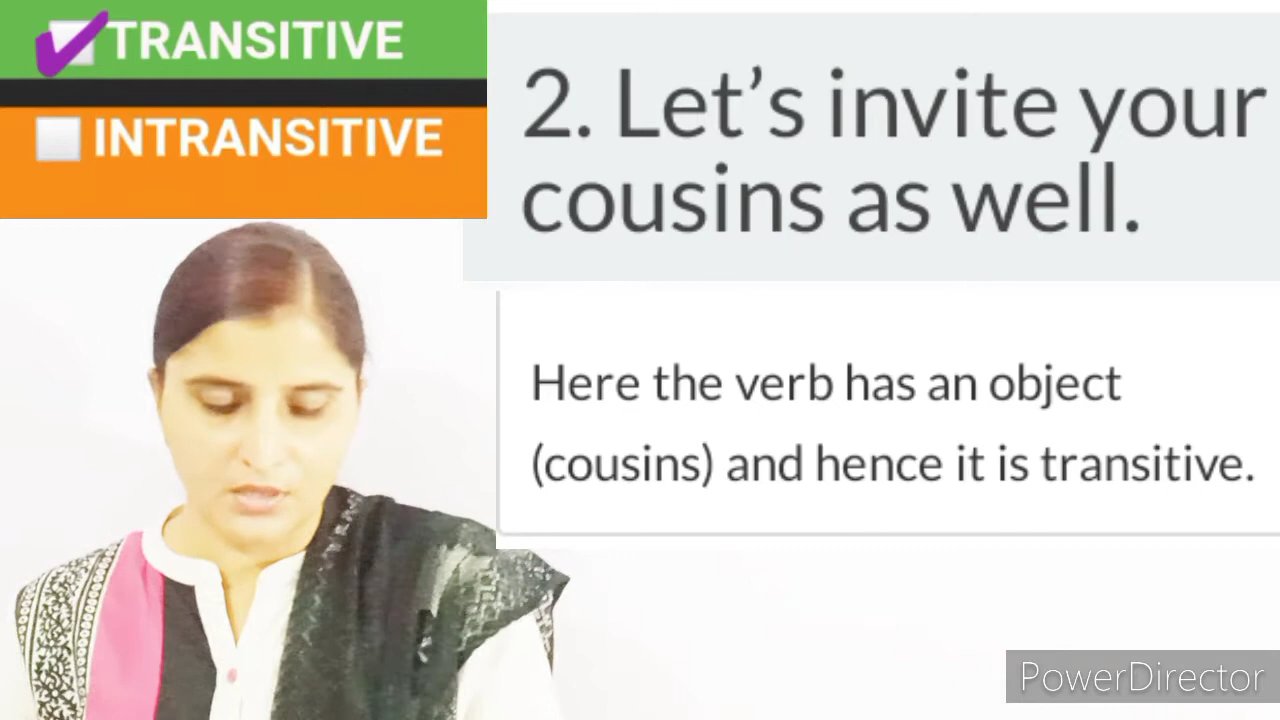 TRANSITIVE
INTRANSITIVE
2. Let’s invite your
cousins as well.
Here the verb has an object
(cousins) and hence it is transitive.
PowerDirector